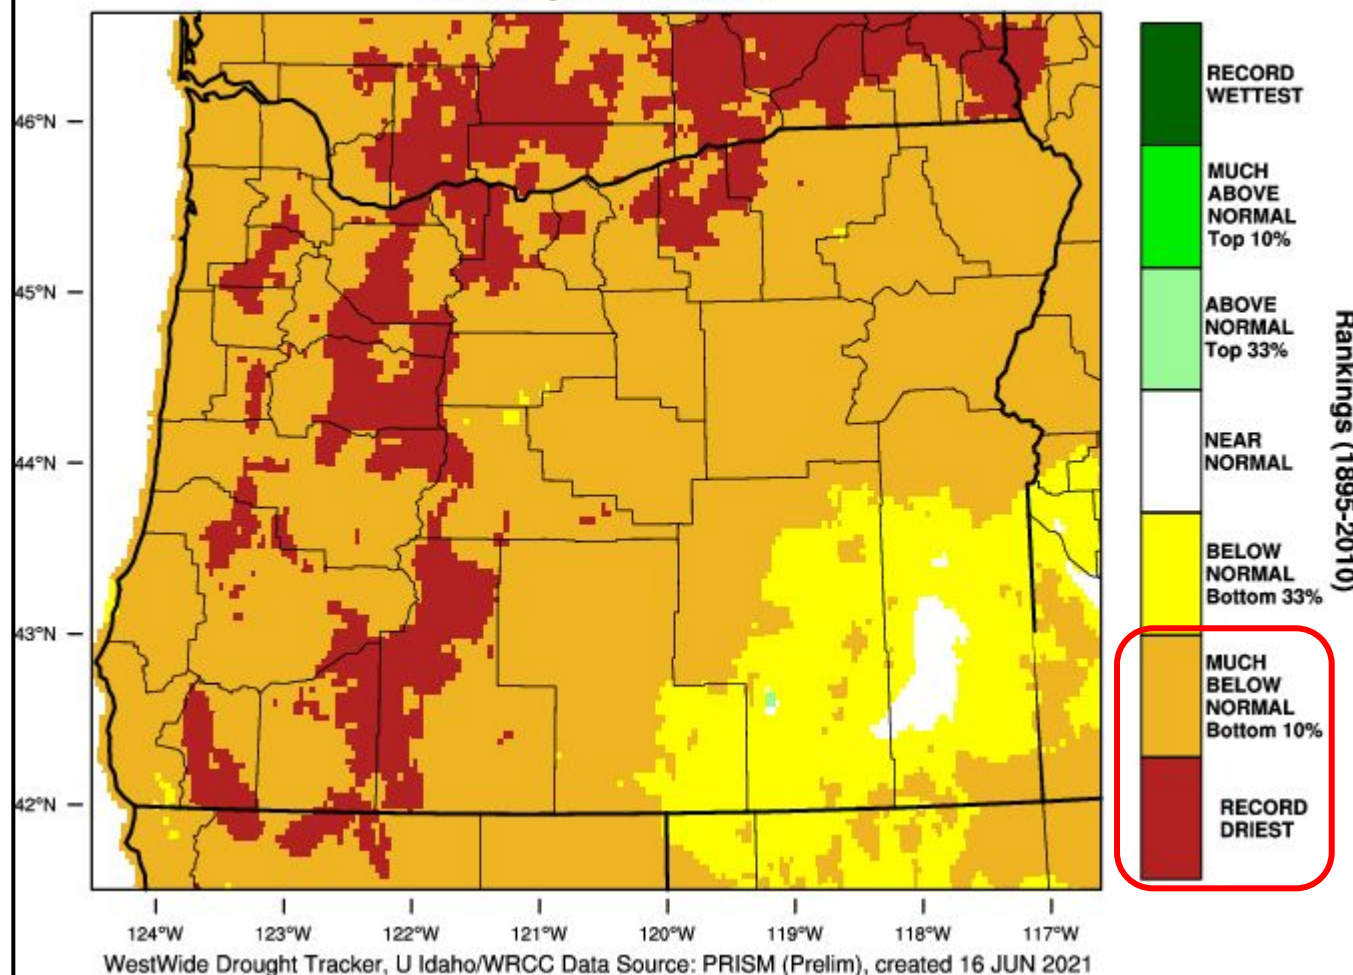 RECORD
WETTEST
MUCH
ABOVE
NORMAL
Top 10%
ABOVE
NORMAL
Top 33%
NEAR
NORMAL
BELOW
NORMAL
Bottom 33%
MUCH
BELOW
NORMAL
Bottom 10%
RECORD
DRIEST
Rankings (1895-2010)
46°N
45°N
44°N
43°N
42°N
124°W 123°W 122°W 121°W 120°W 119°W 118°W 117°W
WestWide Drought Tracker, U Idaho/WRCC Data Source: PRISM (Prelim), created 16 JUN 2021